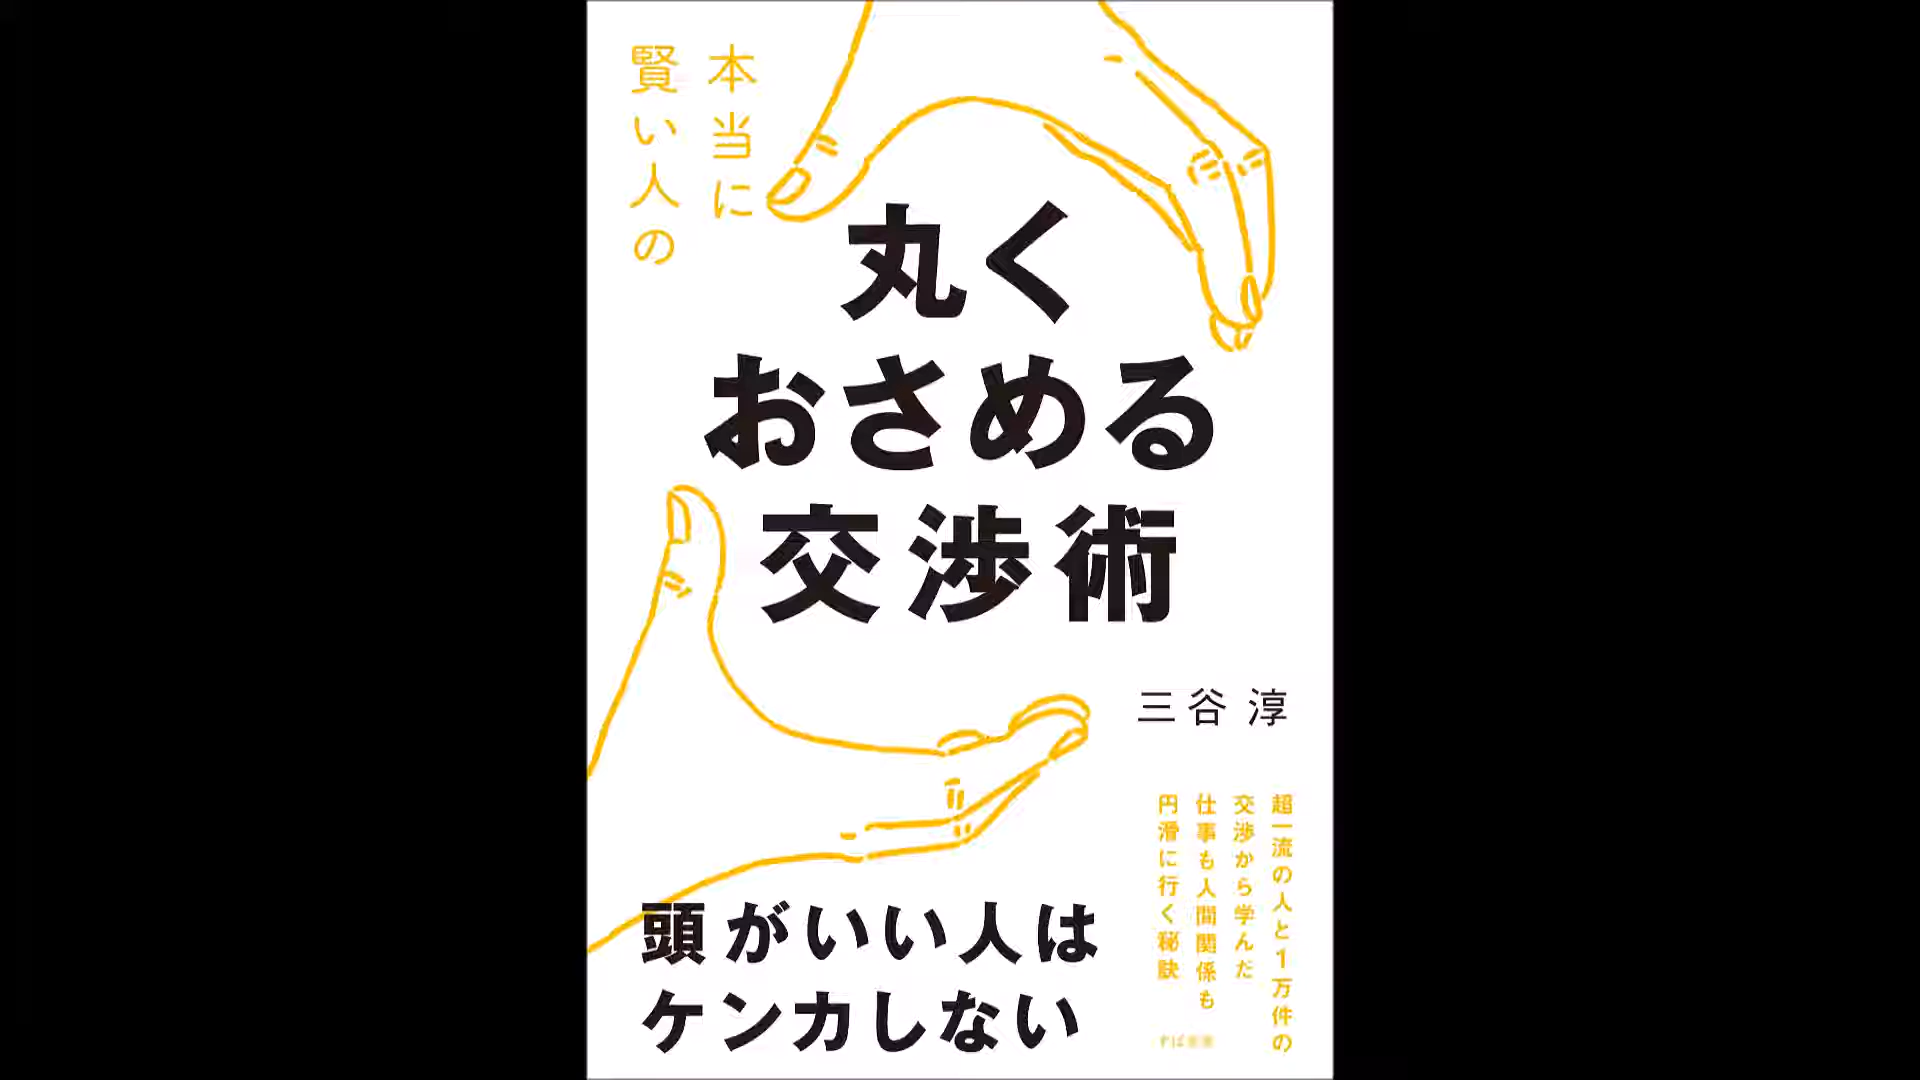 本当に
賢い人の
丸く
おさめる
交渉術
三谷 淳
超一流の人と1万件の
交渉から学んだ
仕事も人間関係も
円滑に行く秘訣
頭がいい人は
ケンカしない